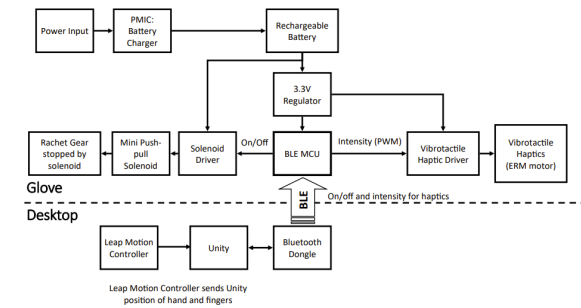 Power Input
PMIC:
Battery
Charger
Rechargeable
Battery
3.3V
Regulator
Rachet Gear
stopped by
solenoid
Mini Push-
pull
Solenoid
Solenoid
Driver
On/Off
BLE MCU
Intensity (PWM)
Vibrotactile
Haptic Driver
Vibrotactile
Haptics
(ERM motor)
Glove
BLE
On/off and intensity for haptics
Desktop
Leap Motion
Controller
Unity
Bluetooth
Dongle
Leap Motion Controller sends Unity
position of hand and fingers